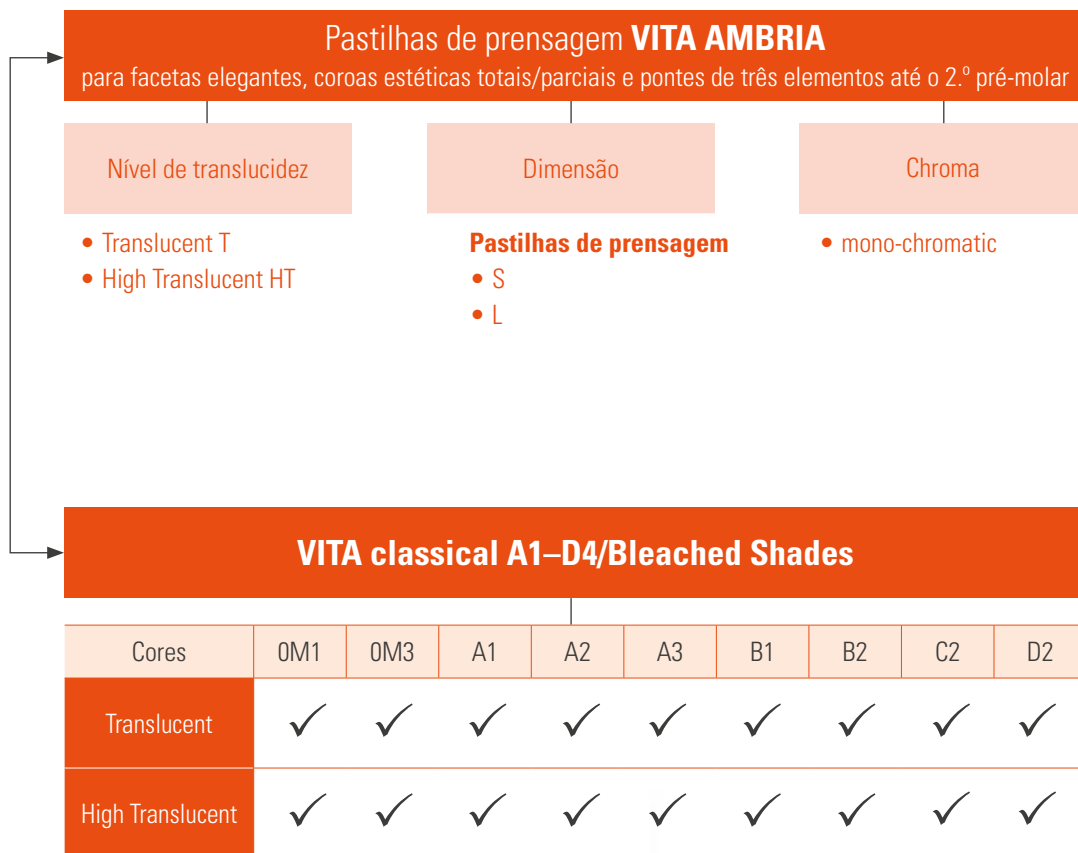 Pastilhas de prensagem VITA AMBRIA
para facetas elegantes, coroas estéticas totais/parciais e pontes de três elementos até o 2.º pré-molar
Nível de translucidez
Dimensão
Chroma
• Translucent T
• High Translucent HT
Pastilhas de prensagem
• S
• L
• mono-chromatic
VITA classical A1–D4/Bleached Shades
Cores 0M1 0M3 A1 A2 A3 B1 B2 C2 D2
Translucent ✓ ✓ ✓ ✓ ✓ ✓ ✓ ✓ ✓
High Translucent ✓ ✓ ✓ ✓ ✓ ✓ ✓ ✓ ✓